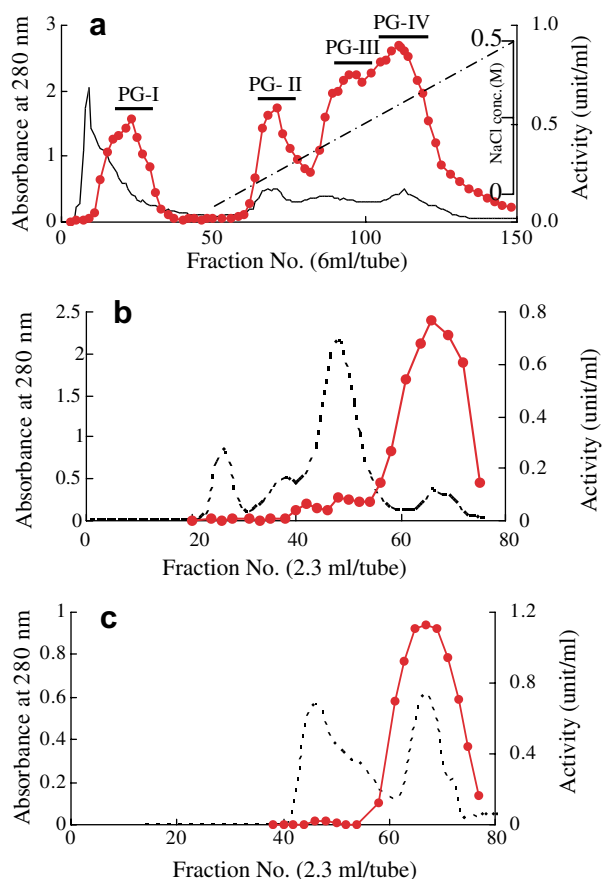 a
PG-I
PG- II
PG-III
PG-IV
3
2
1
0
Absorbance at 280 nm
0.5
0
NaCl conc.(M)
1.0
0.5
0.0
Activity (unit/ml)
0
50
100
150
Fraction No. (6ml/tube)
b
2.5
2
1.5
1
0.5
0
Absorbance at 280 nm
0.8
0.6
0.4
0.2
0
Activity (unit/ml)
0
20
40
60
80
Fraction No. (2.3 ml/tube)
c
1
0.8
0.6
0.4
0.2
0
Absorbance at 280 nm
1.2
0.8
0.4
0
Activity (unit/ml)
0
20
40
60
80
Fraction No. (2.3 ml/tube)